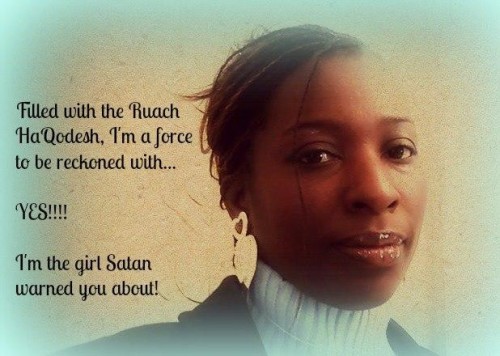 Filled with the Ruach
HaQodesh, I'm a force
to be reckoned with...
YES!!!!
I'm the girl Satan
warned you about!